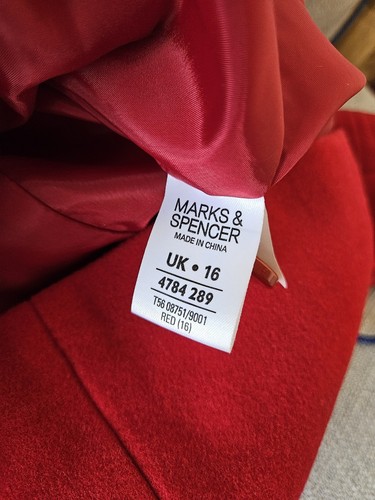 MARKS &
SPENCER
MADE IN CHINA
UK • 16
4784 289
T56 08751/9001
RED (16)